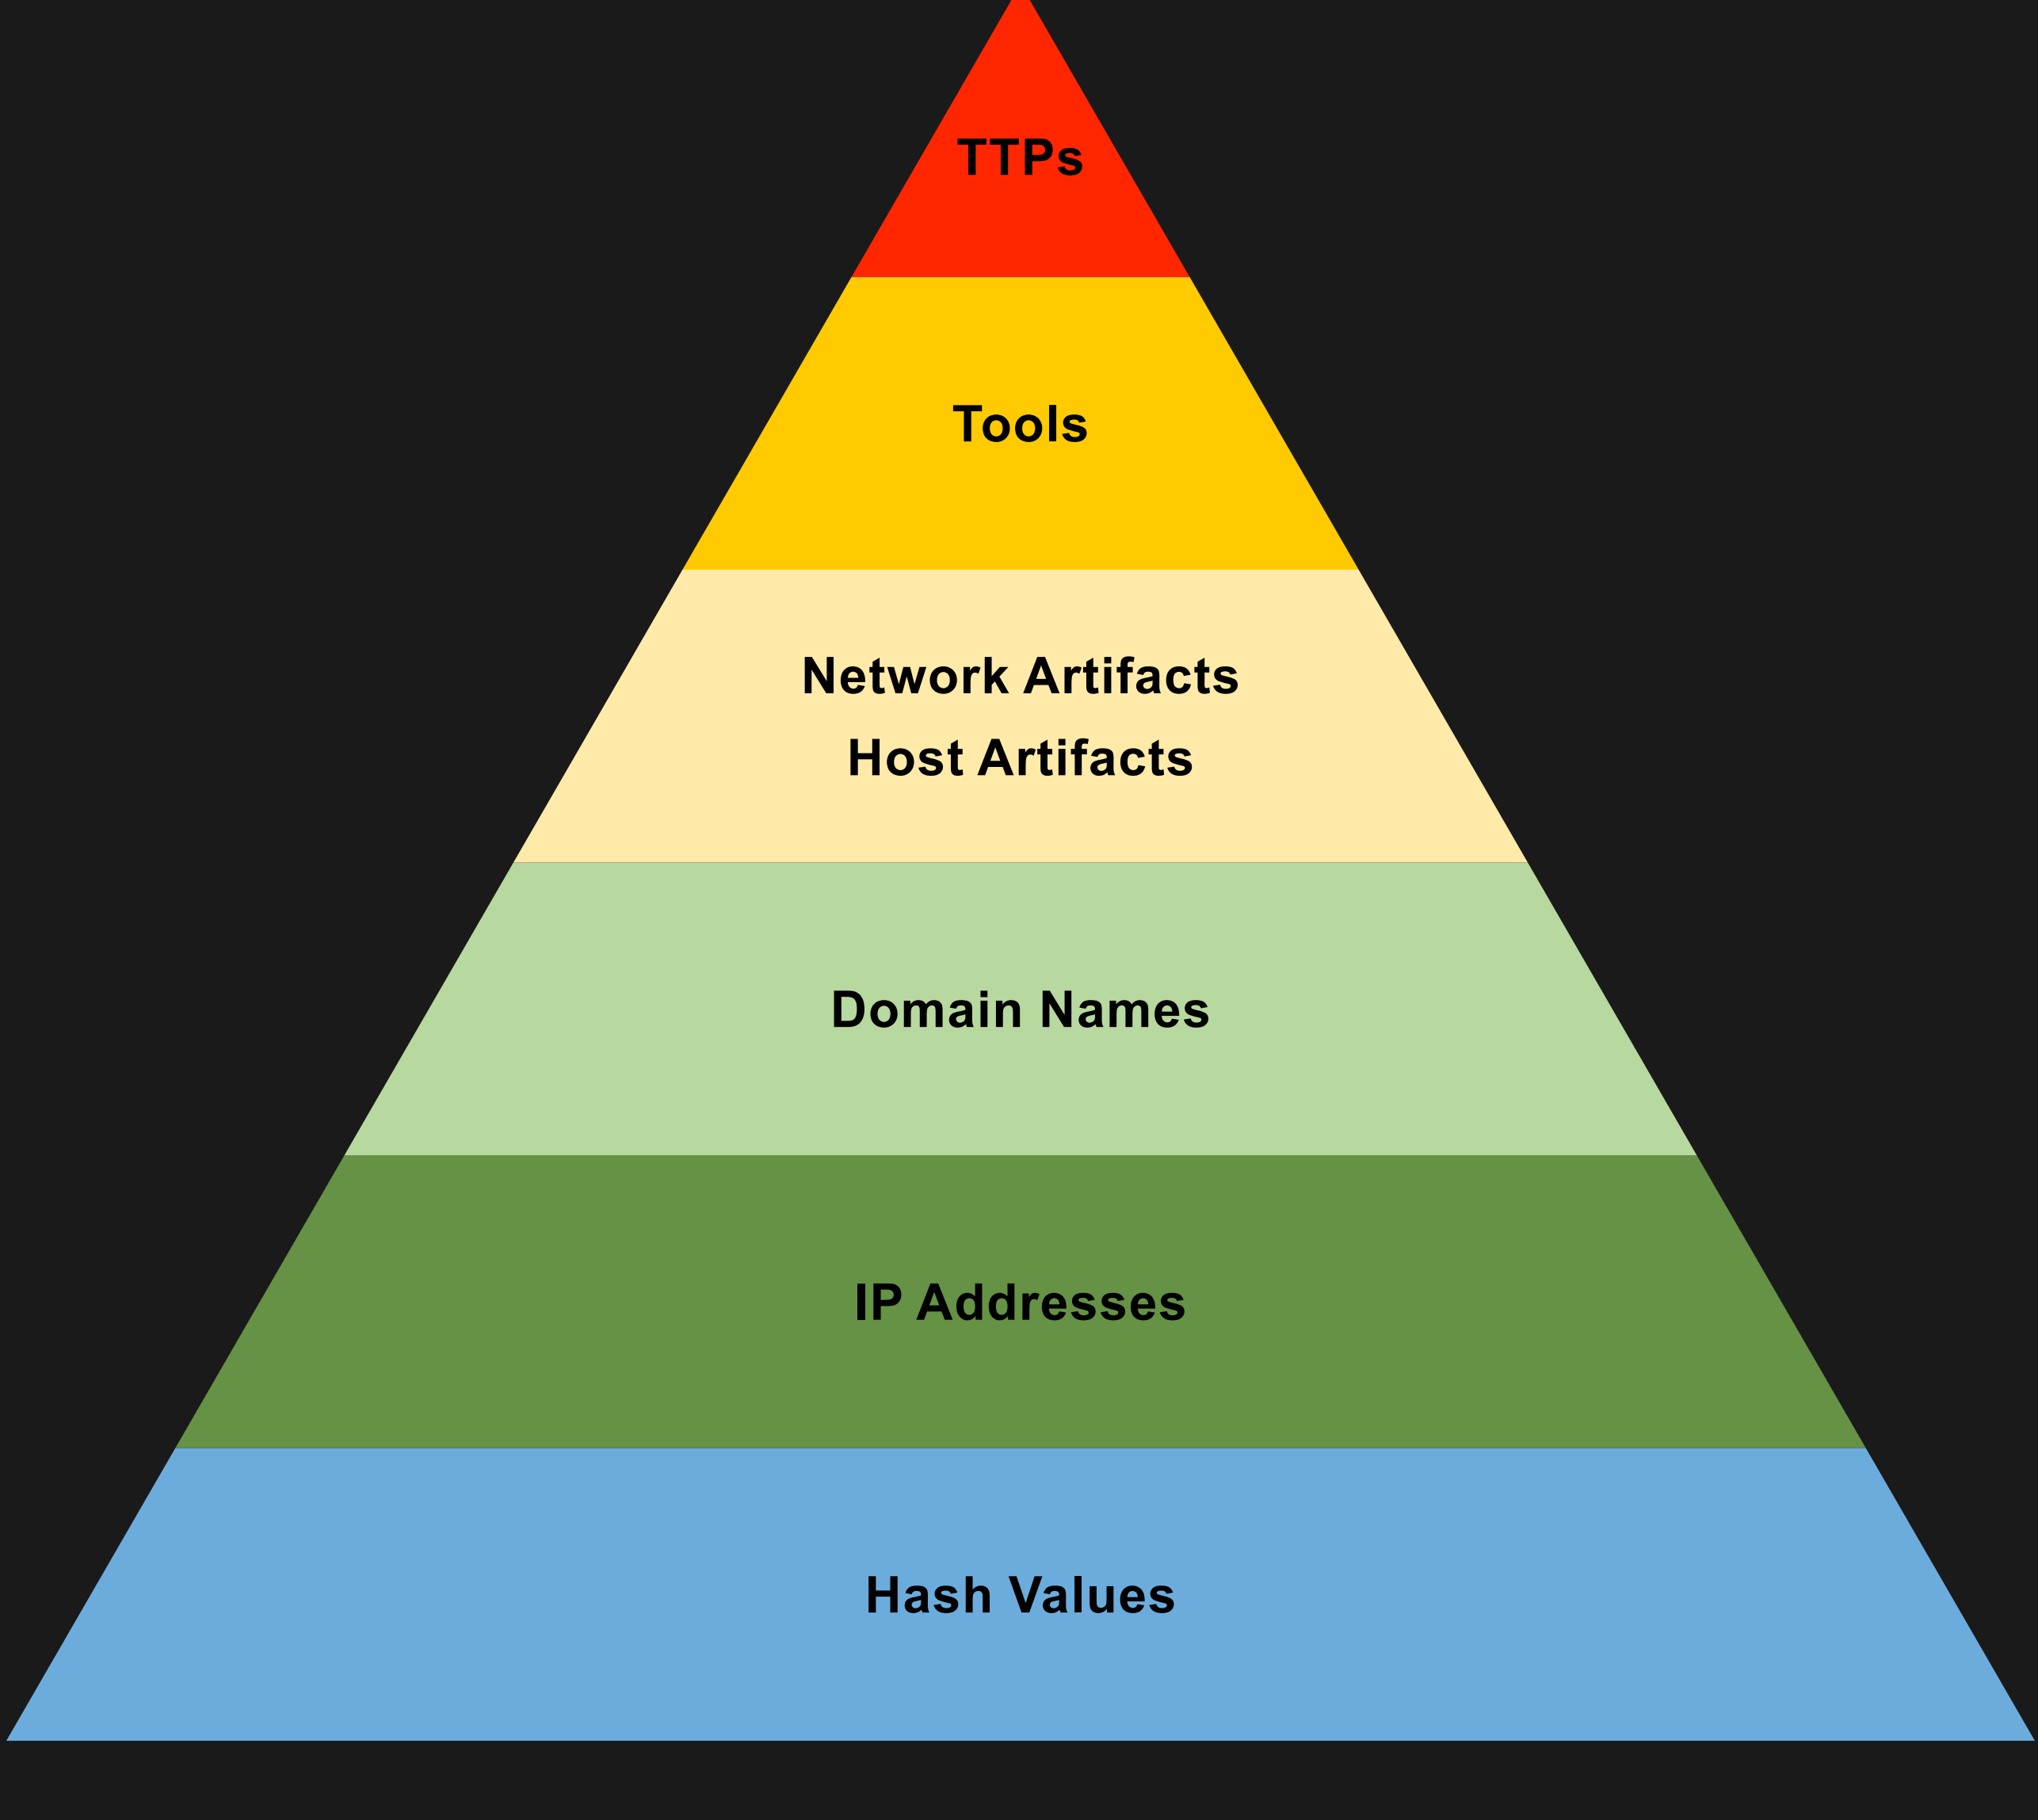 TTPs
Tools
Network Artifacts
Host Artifacts
Domain Names
IP Addresses
Hash Values